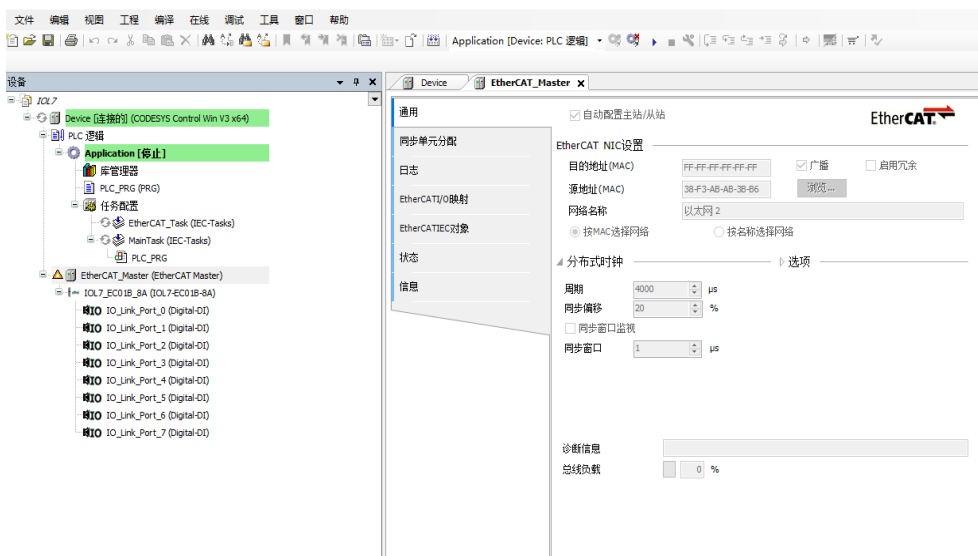 文件 编辑 视图 工程 编译 在线 调试 工具 窗口 帮助
Application [Device: PLC 逻辑]
设备
Device
EtherCAT_Master
IOL7
Device [连接的] (CODESYS Control Win V3 x64)
PLC 逻辑
Application [停止]
库管理器
PLC_PRG (PRG)
任务配置
EtherCAT_Task (IEC-Tasks)
MainTask (IEC-Tasks)
PLC_PRG
EtherCAT_Master (EtherCAT Master)
IOL7_EC01B_8A (IOL7-EC01B-8A)
IO_Link_Port_0 (Digital-DI)
IO_Link_Port_1 (Digital-DI)
IO_Link_Port_2 (Digital-DI)
IO_Link_Port_3 (Digital-DI)
IO_Link_Port_4 (Digital-DI)
IO_Link_Port_5 (Digital-DI)
IO_Link_Port_6 (Digital-DI)
IO_Link_Port_7 (Digital-DI)
通用
同步单元分配
日志
EtherCATI/O映射
EtherCATIEC对象
状态
信息
自动配置主站/从站
EtherCAT
EtherCAT NIC设置
目的地址(MAC) FF-FF-FF-FF-FF-FF 广播 启用冗余
源地址(MAC) 38-F3-AB-AB-3B-B6 浏览...
网络名称 以太网 2
按MAC选择网络 按名称选择网络
分布式时钟 选项
周期 4000 µs
同步偏移 20 %
同步窗口监视
同步窗口 1 µs
诊断信息
总线负载 0 %